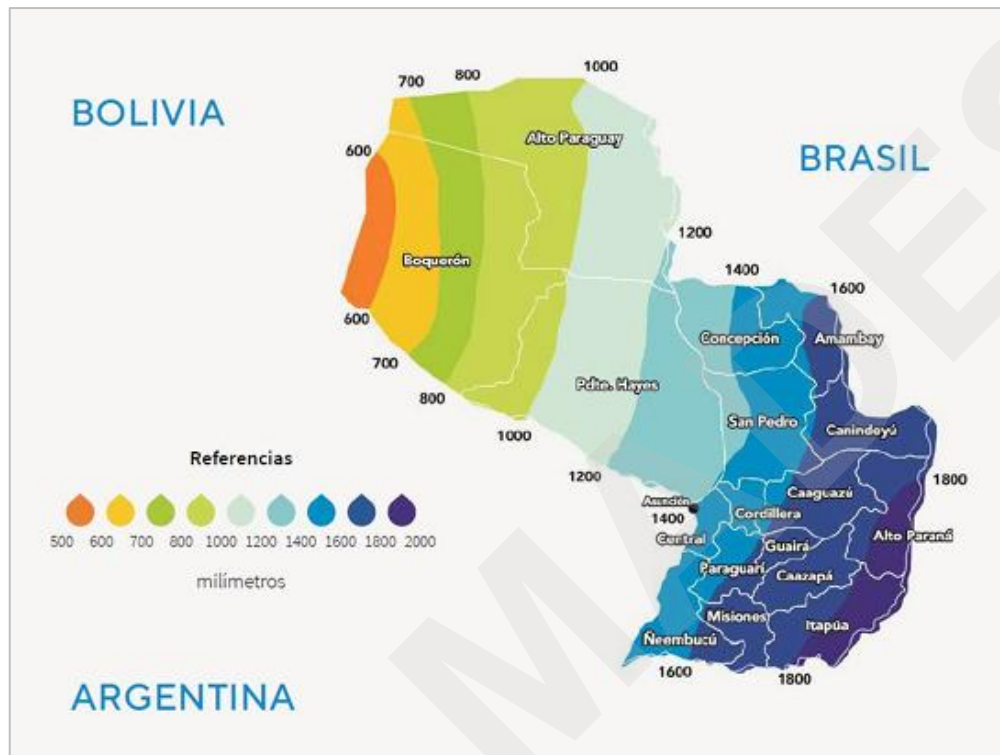 1000
800
700
BOLIVIA
Alto Paraguay
600
BRASIL
1200
Boquerón
1400
1600
600
Concepción
Amambay
700
Pdte. Hayes
800
San Pedro
Canindeyú
1000
Referencias
1200
1800
Caaguazú
Asunción
1400
Cordillera
Alto Paraná
Central
Guairá
500 600 700 800 1000 1200 1400 1600 1800 2000
Paraguarí
Caazapá
milímetros
Misiones
Itapúa
Ñeembucú
1600
1800
ARGENTINA
MADES